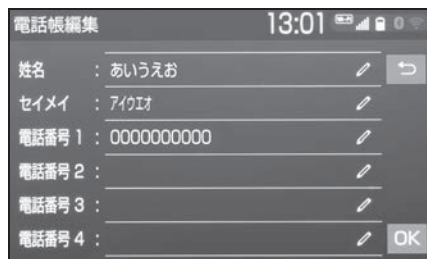 電話帳編集 13:01
姓名 : あいうえお
セイメイ : アイウエオ
電話番号 1 : 0000000000
電話番号 2 :
電話番号 3 :
電話番号 4 : OK